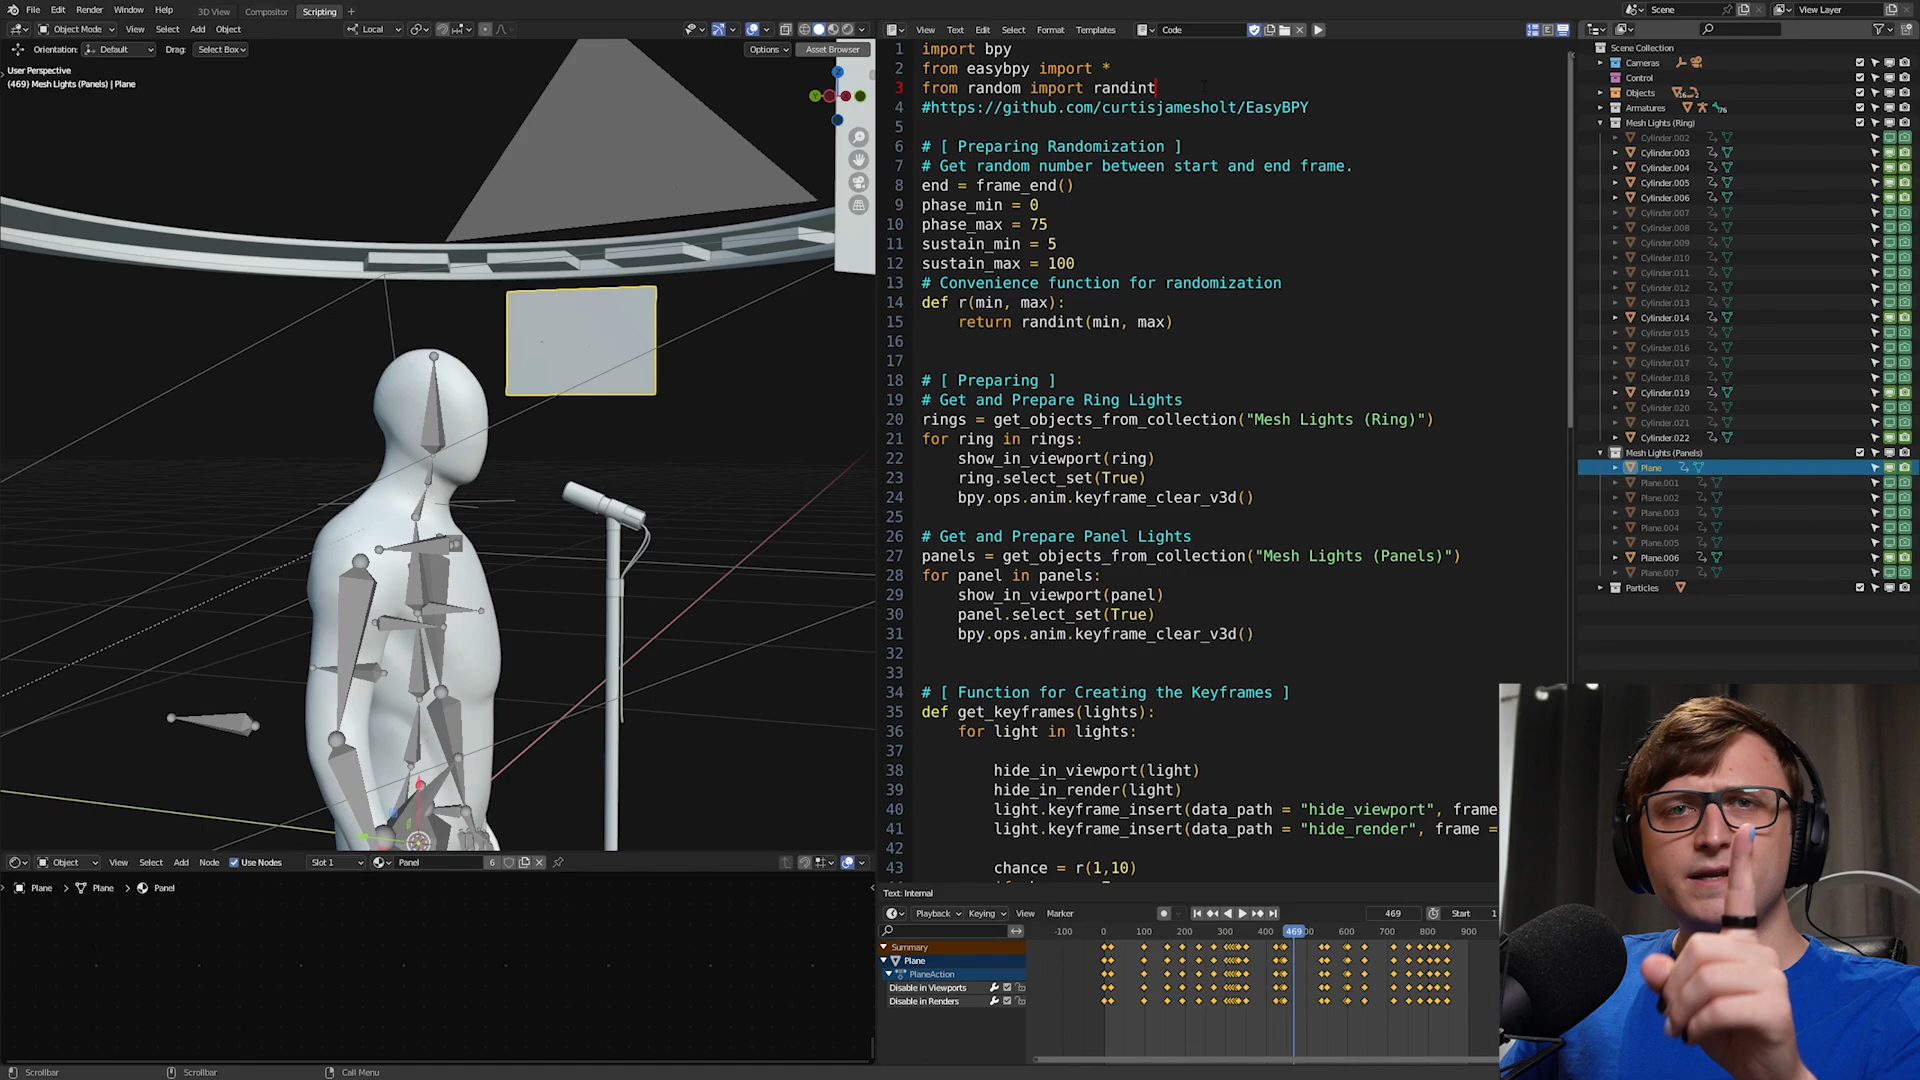 File Edit Render Window Help 3D View Compositor Scripting + Scene View Layer
Object Mode View Select Add Object Local
View Text Edit Select Format Templates Code
Orientation: Default Drag: Select Box Options Asset Browser
User Perspective
(469) Mesh Lights (Panels) | Plane
1 import bpy
2 from easybpy import *
3 from random import randint
4 #https://github.com/curtisjamesholt/EasyBPY
5
6 # [ Preparing Randomization ]
7 # Get random number between start and end frame.
8 end = frame_end()
9 phase_min = 0
10 phase_max = 75
11 sustain_min = 5
12 sustain_max = 100
13 # Convenience function for randomization
14 def r(min, max):
15 return randint(min, max)
16
17
18 # [ Preparing ]
19 # Get and Prepare Ring Lights
20 rings = get_objects_from_collection("Mesh Lights (Ring)")
21 for ring in rings:
22 show_in_viewport(ring)
23 ring.select_set(True)
24 bpy.ops.anim.keyframe_clear_v3d()
25
26 # Get and Prepare Panel Lights
27 panels = get_objects_from_collection("Mesh Lights (Panels)")
28 for panel in panels:
29 show_in_viewport(panel)
30 panel.select_set(True)
31 bpy.ops.anim.keyframe_clear_v3d()
32
33
34 # [ Function for Creating the Keyframes ]
35 def get_keyframes(lights):
36 for light in lights:
37
38 hide_in_viewport(light)
39 hide_in_render(light)
40 light.keyframe_insert(data_path = "hide_viewport", frame
41 light.keyframe_insert(data_path = "hide_render", frame =
42
43 chance = r(1,10)
Text: Internal
Scene Collection
Cameras
Control
Objects
Armatures
Mesh Lights (Ring)
Cylinder.002
Cylinder.003
Cylinder.004
Cylinder.005
Cylinder.006
Cylinder.007
Cylinder.008
Cylinder.009
Cylinder.010
Cylinder.011
Cylinder.012
Cylinder.013
Cylinder.014
Cylinder.015
Cylinder.016
Cylinder.017
Cylinder.018
Cylinder.019
Cylinder.020
Cylinder.021
Cylinder.022
Mesh Lights (Panels)
Plane
Plane.001
Plane.002
Plane.003
Plane.004
Plane.005
Plane.006
Plane.007
Particles
Object View Select Add Node Use Nodes Slot 1 Panel 6
Plane > Plane > Panel
Playback Keying View Marker 469 Start 1
-100 0 100 200 300 400 469 600 700 800 900
Summary
Plane
PlaneAction
Disable in Viewports
Disable in Renders
Scrollbar Scrollbar Call Menu